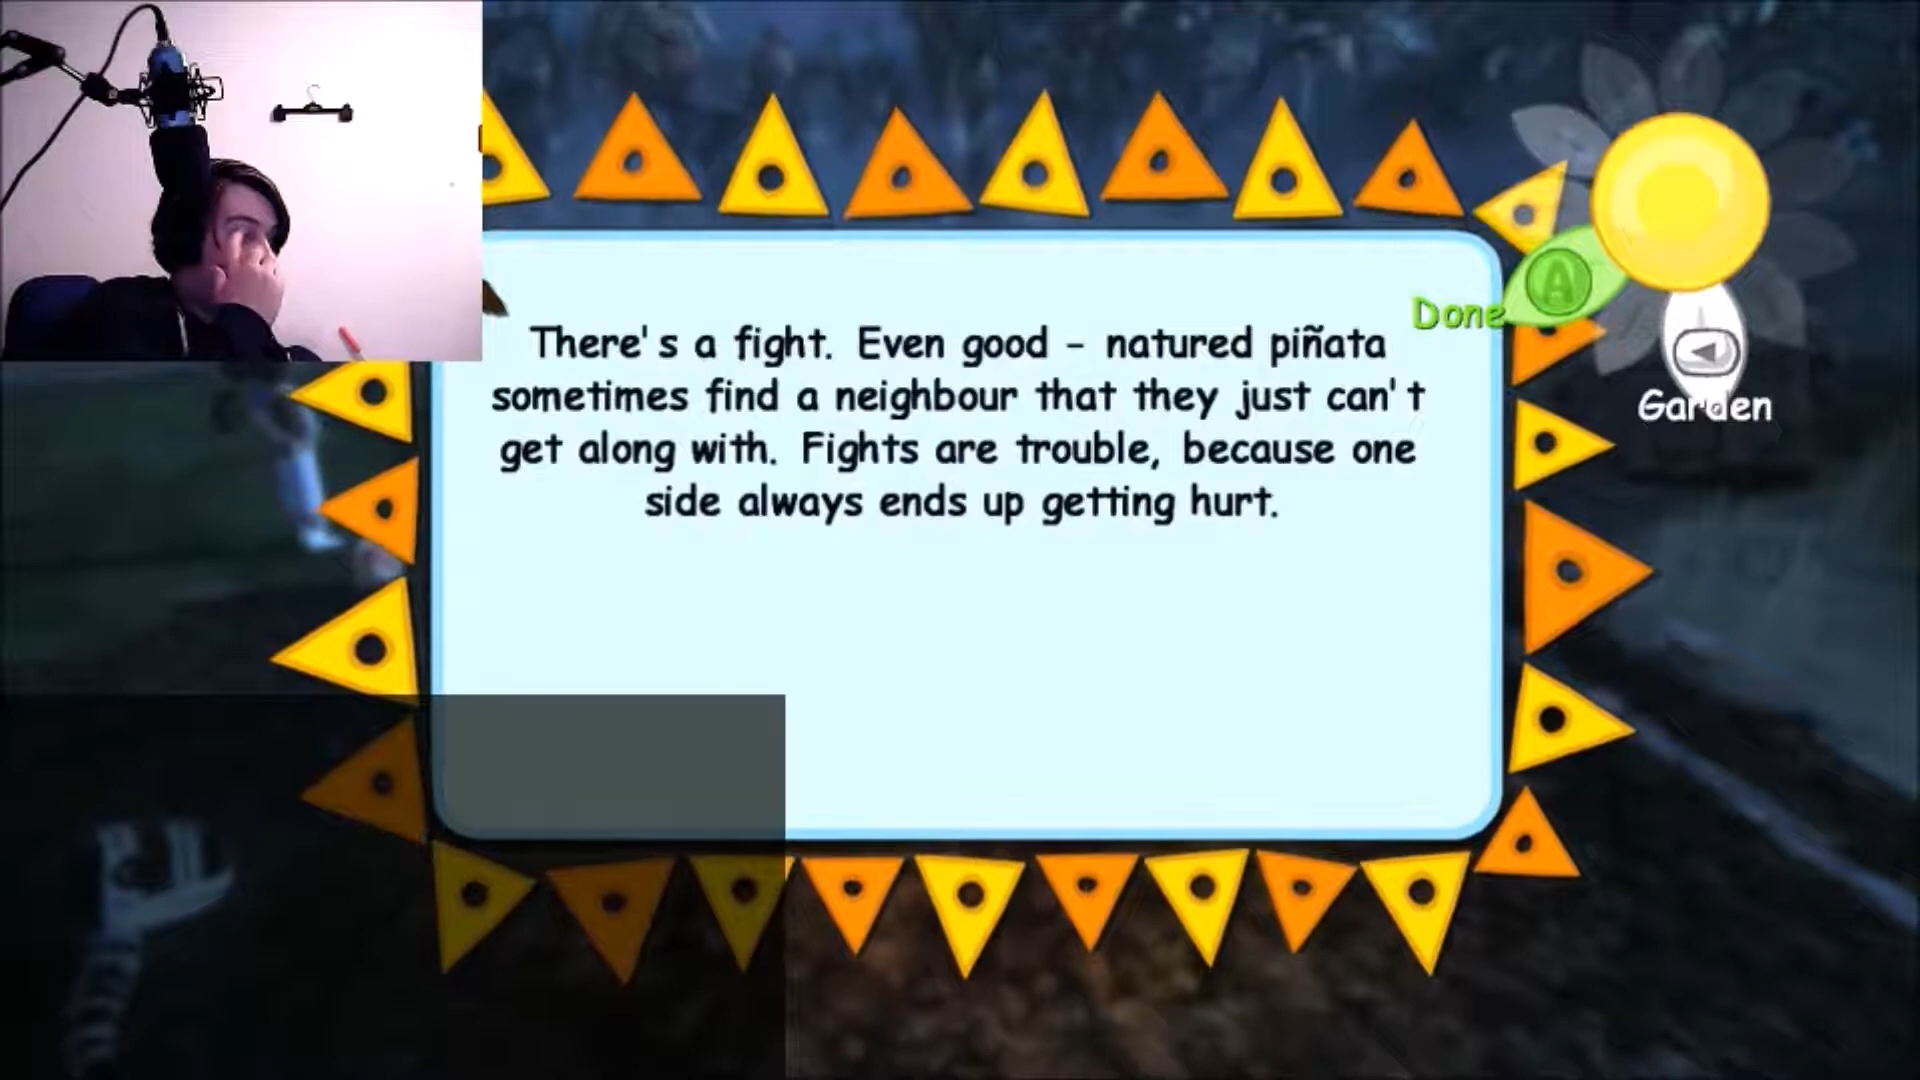 There's a fight. Even good - natured piñata
sometimes find a neighbour that they just can't
get along with. Fights are trouble, because one
side always ends up getting hurt.
Done
A
Garden